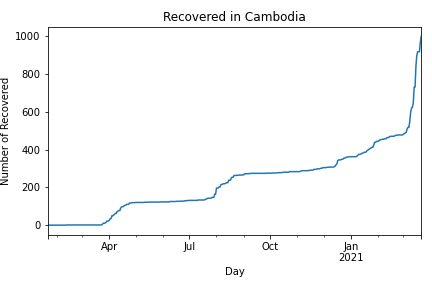 Recovered in Cambodia
Number of Recovered
1000
800
600
400
200
0
Apr
Jul
Oct
Jan
2021
Day